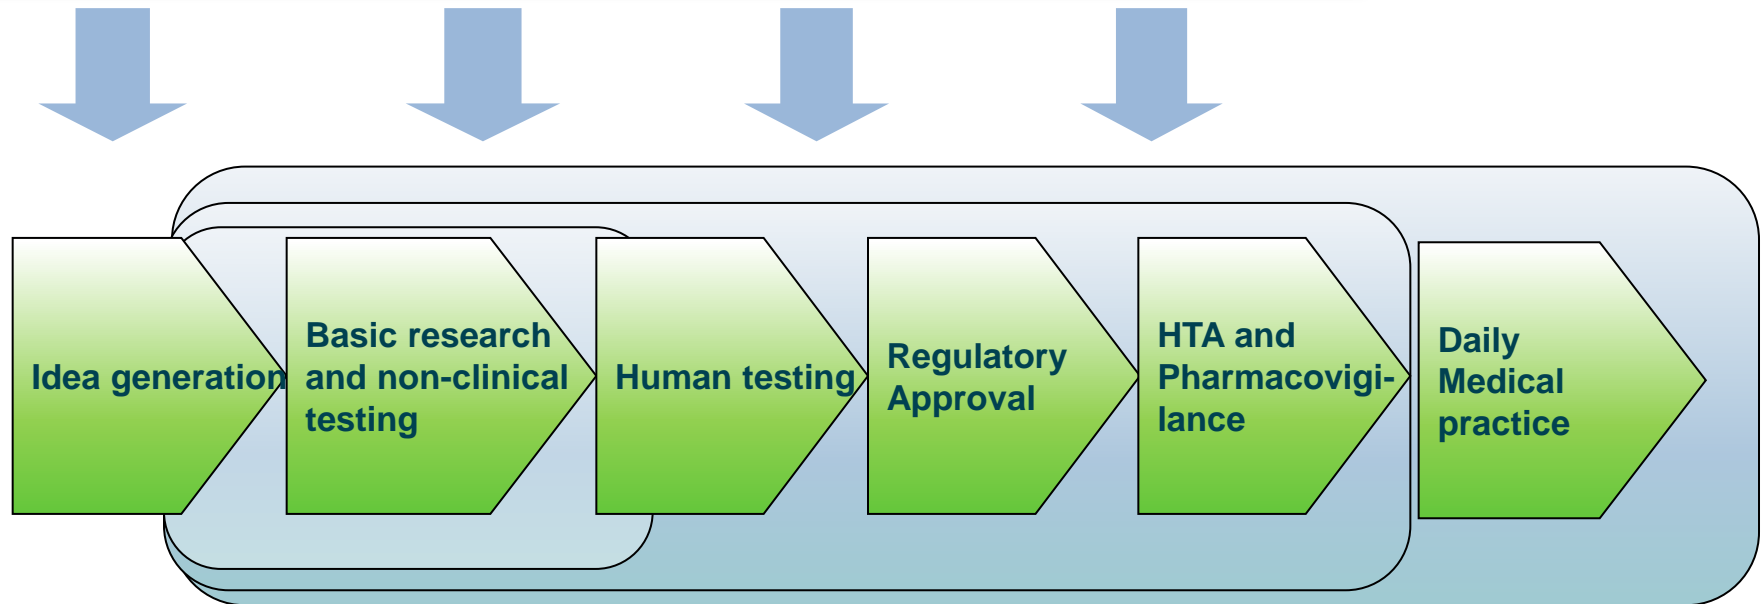 Idea generation
Basic research
and non-clinical
testing
Human testing
Regulatory
Approval
HTA and
Pharmacovigi-
lance
Daily
Medical
practice